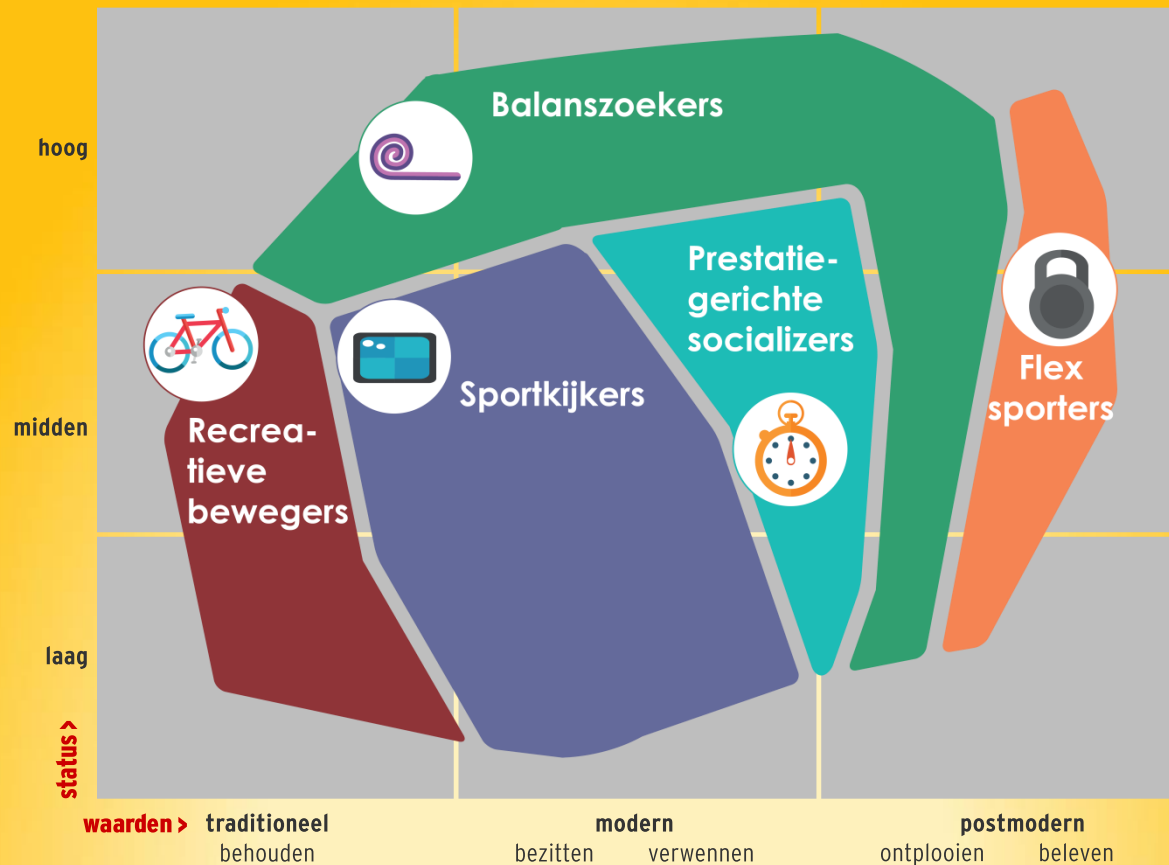 Balanszoekers
hoog
Prestatie-
gerichte
socializers
Flex
sporters
Sportkijkers
midden
Recrea-
tieve
bewegers
laag
status >
waarden > traditioneel modern postmodern
behouden bezitten verwennen ontplooien beleven